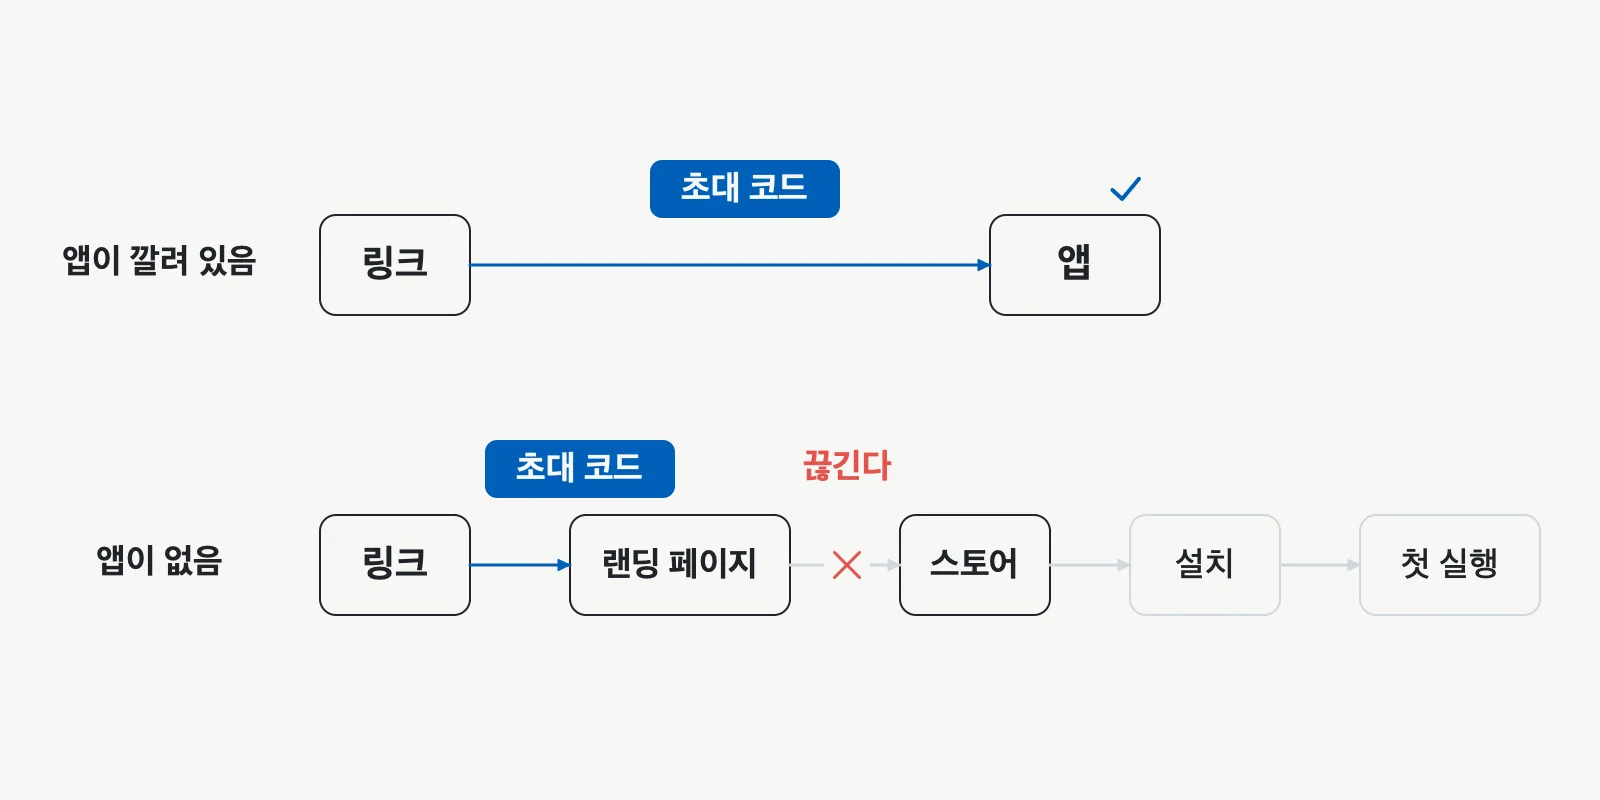 초대 코드
앱이 깔려 있음
링크
앱
초대 코드
끊긴다
앱이 없음
링크
랜딩 페이지
스토어
설치
첫 실행